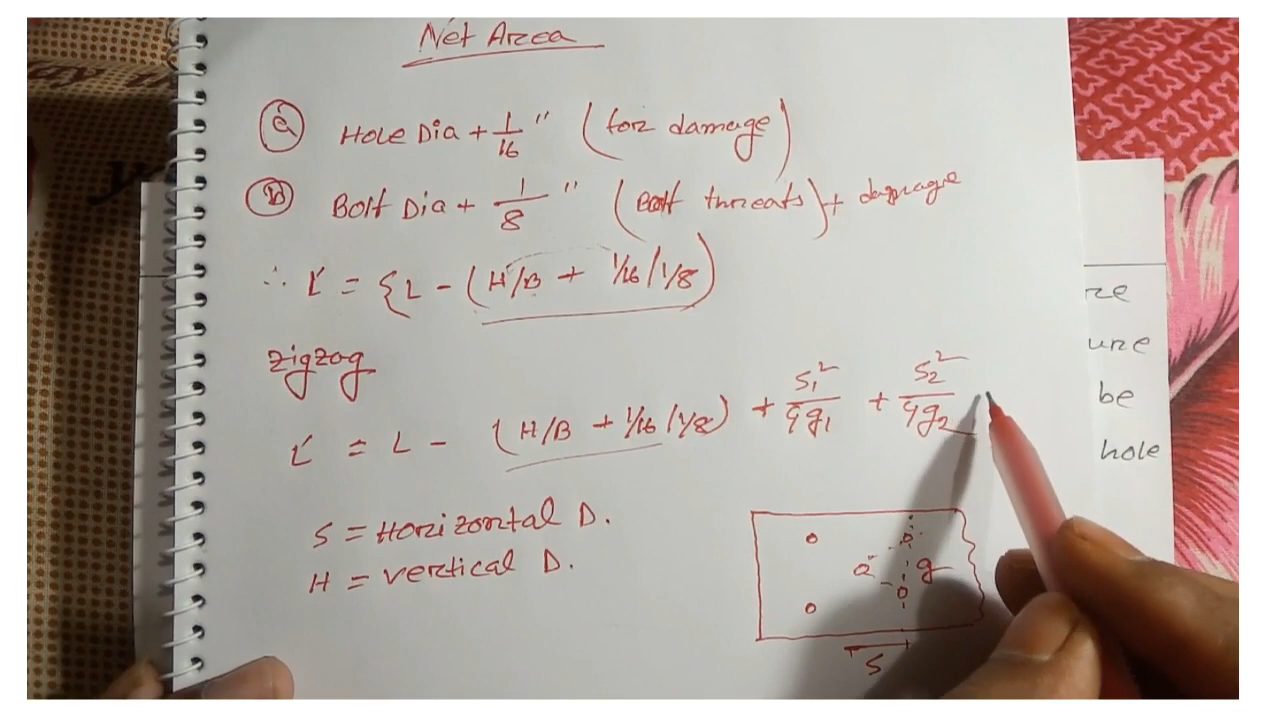 Net Area
(a) Hole Dia + 1/16" (for damage)
(b) Bolt Dia + 1/8" (Bolt threats) + damage
∴ L' = {L - (H/B + 1/16 / 1/8)
zigzag
L' = L - (H/B + 1/16 / 1/8) + S₁²/4g₁ + S₂²/4g₂
S = Horizontal D.
H = vertical D.
g
S
re
ure
be
hole